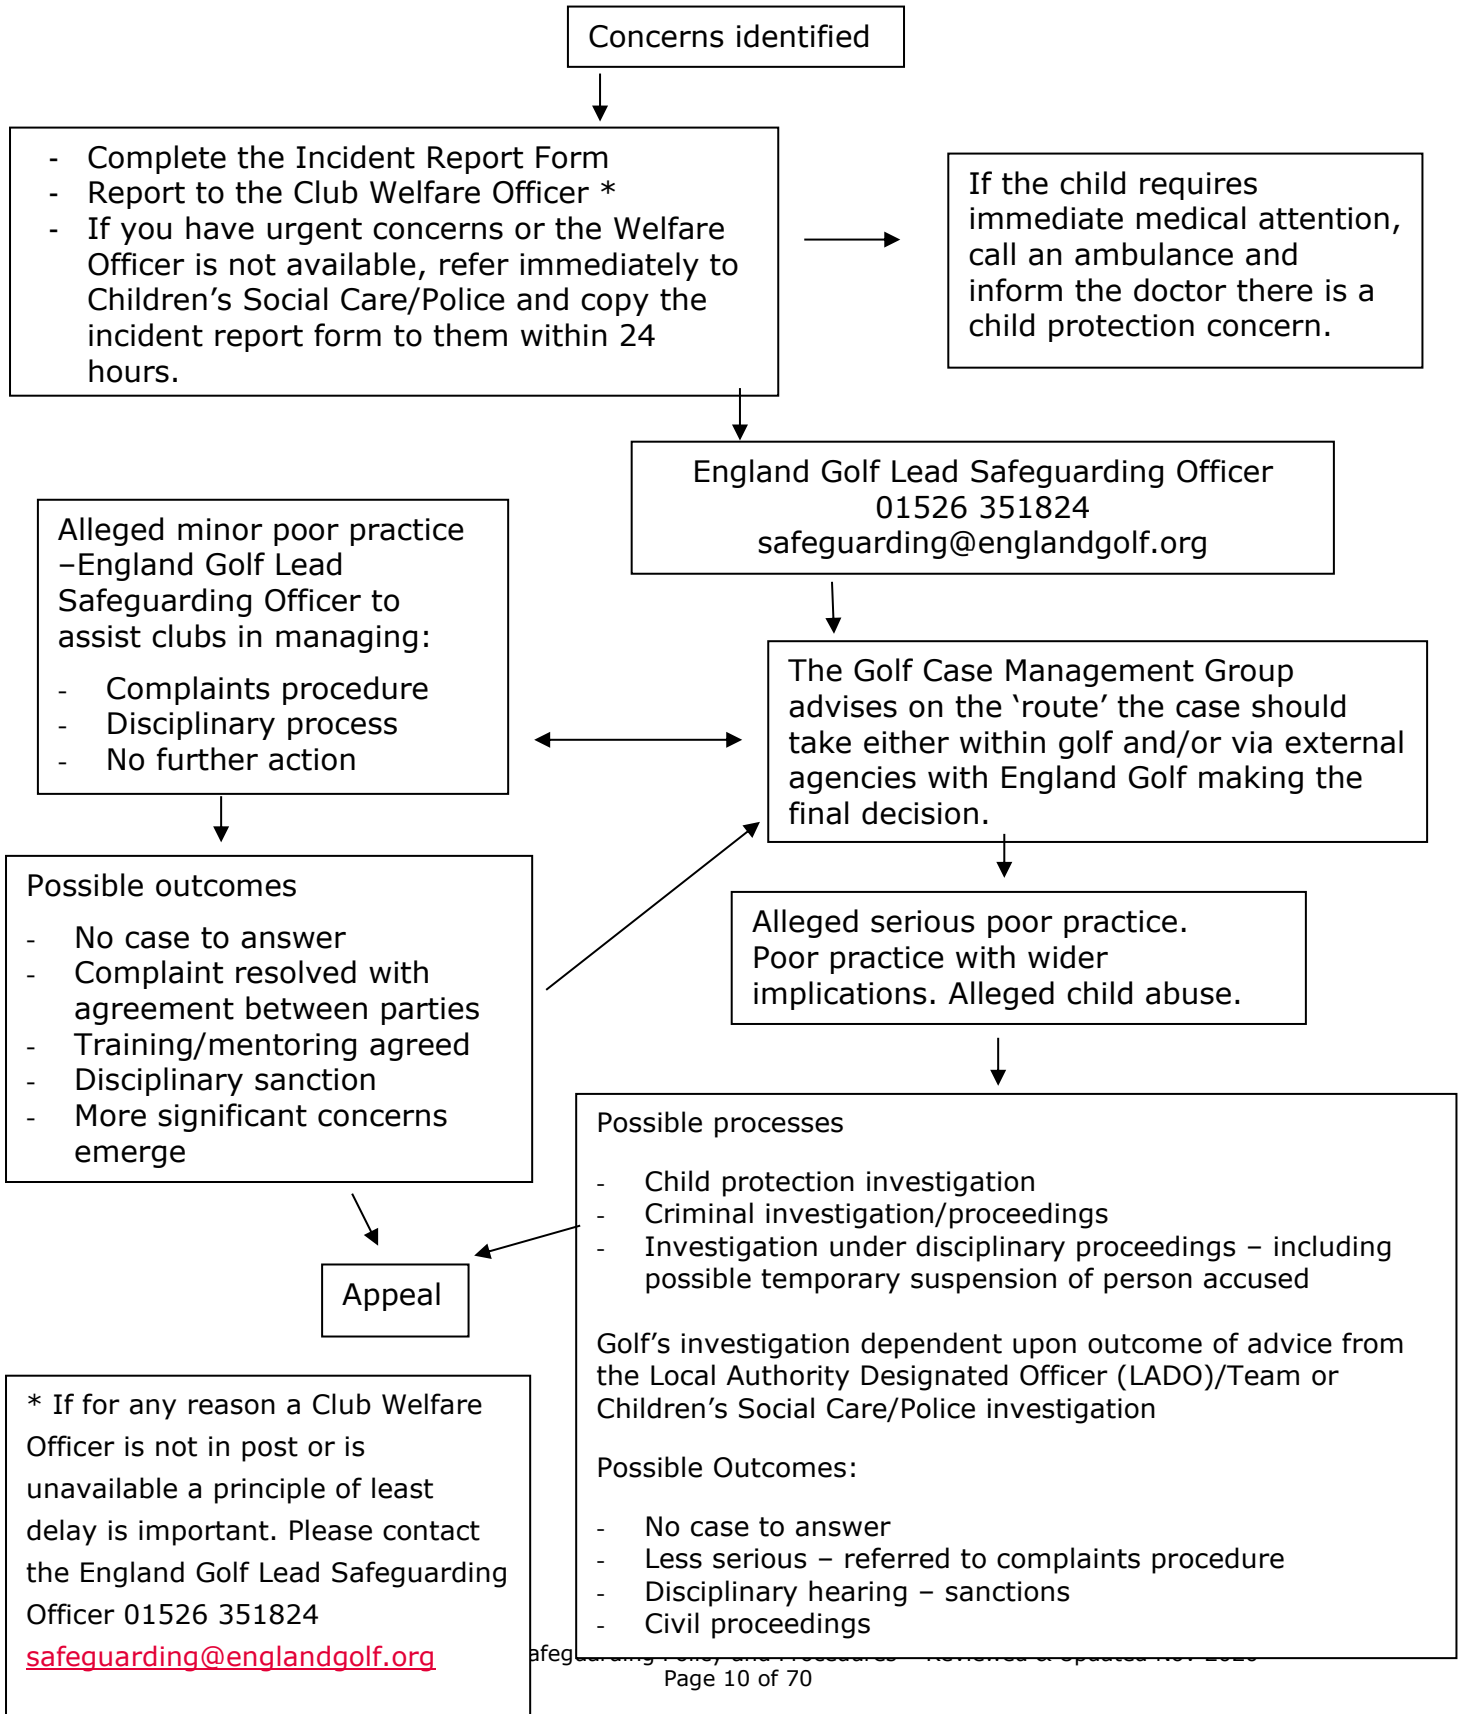 Concerns identified
- Complete the Incident Report Form
- Report to the Club Welfare Officer *
- If you have urgent concerns or the Welfare
Officer is not available, refer immediately to
Children’s Social Care/Police and copy the
incident report form to them within 24
hours.
If the child requires
immediate medical attention,
call an ambulance and
inform the doctor there is a
child protection concern.
England Golf Lead Safeguarding Officer
01526 351824
safeguarding@englandgolf.org
Alleged minor poor practice
–England Golf Lead
Safeguarding Officer to
assist clubs in managing:
- Complaints procedure
- Disciplinary process
- No further action
The Golf Case Management Group
advises on the ‘route’ the case should
take either within golf and/or via external
agencies with England Golf making the
final decision.
Possible outcomes
- No case to answer
- Complaint resolved with
agreement between parties
- Training/mentoring agreed
- Disciplinary sanction
- More significant concerns
emerge
Alleged serious poor practice.
Poor practice with wider
implications. Alleged child abuse.
Possible processes
- Child protection investigation
- Criminal investigation/proceedings
- Investigation under disciplinary proceedings – including
possible temporary suspension of person accused
Golf’s investigation dependent upon outcome of advice from
the Local Authority Designated Officer (LADO)/Team or
Children’s Social Care/Police investigation
Possible Outcomes:
- No case to answer
- Less serious – referred to complaints procedure
- Disciplinary hearing – sanctions
- Civil proceedings
Appeal
* If for any reason a Club Welfare
Officer is not in post or is
unavailable a principle of least
delay is important. Please contact
the England Golf Lead Safeguarding
Officer 01526 351824
safeguarding@englandgolf.org
Page 10 of 70